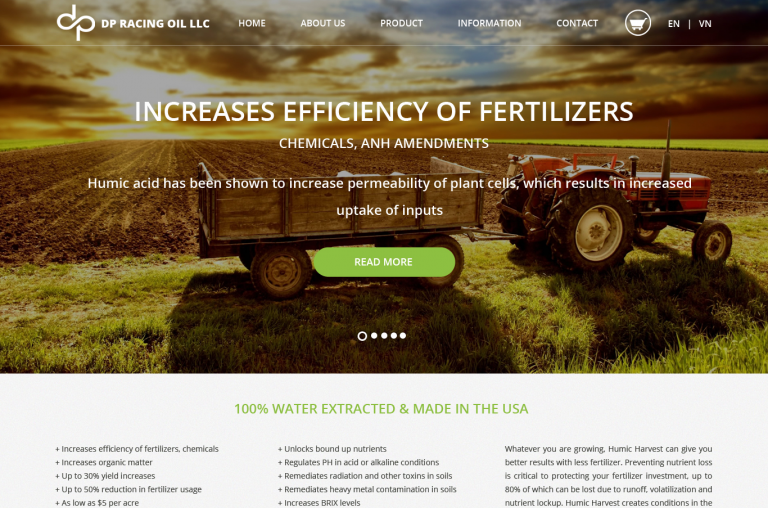 dp DP RACING OIL LLC HOME ABOUT US PRODUCT INFORMATION CONTACT EN | VN
INCREASES EFFICIENCY OF FERTILIZERS
CHEMICALS, ANH AMENDMENTS
Humic acid has been shown to increase permeability of plant cells, which results in increased
uptake of inputs
READ MORE
100% WATER EXTRACTED & MADE IN THE USA
+ Increases efficiency of fertilizers, chemicals
+ Increases organic matter
+ Up to 30% yield increases
+ Up to 50% reduction in fertilizer usage
+ As low as $5 per acre
+ Unlocks bound up nutrients
+ Regulates PH in acid or alkaline conditions
+ Remediates radiation and other toxins in soils
+ Remediates heavy metal contamination in soils
+ Increases BRIX levels
Whatever you are growing, Humic Harvest can give you
better results with less fertilizer. Preventing nutrient loss
is critical to protecting your fertilizer investment, up to
80% of which can be lost due to runoff, volatilization and
nutrient lockup. Humic Harvest creates conditions in the